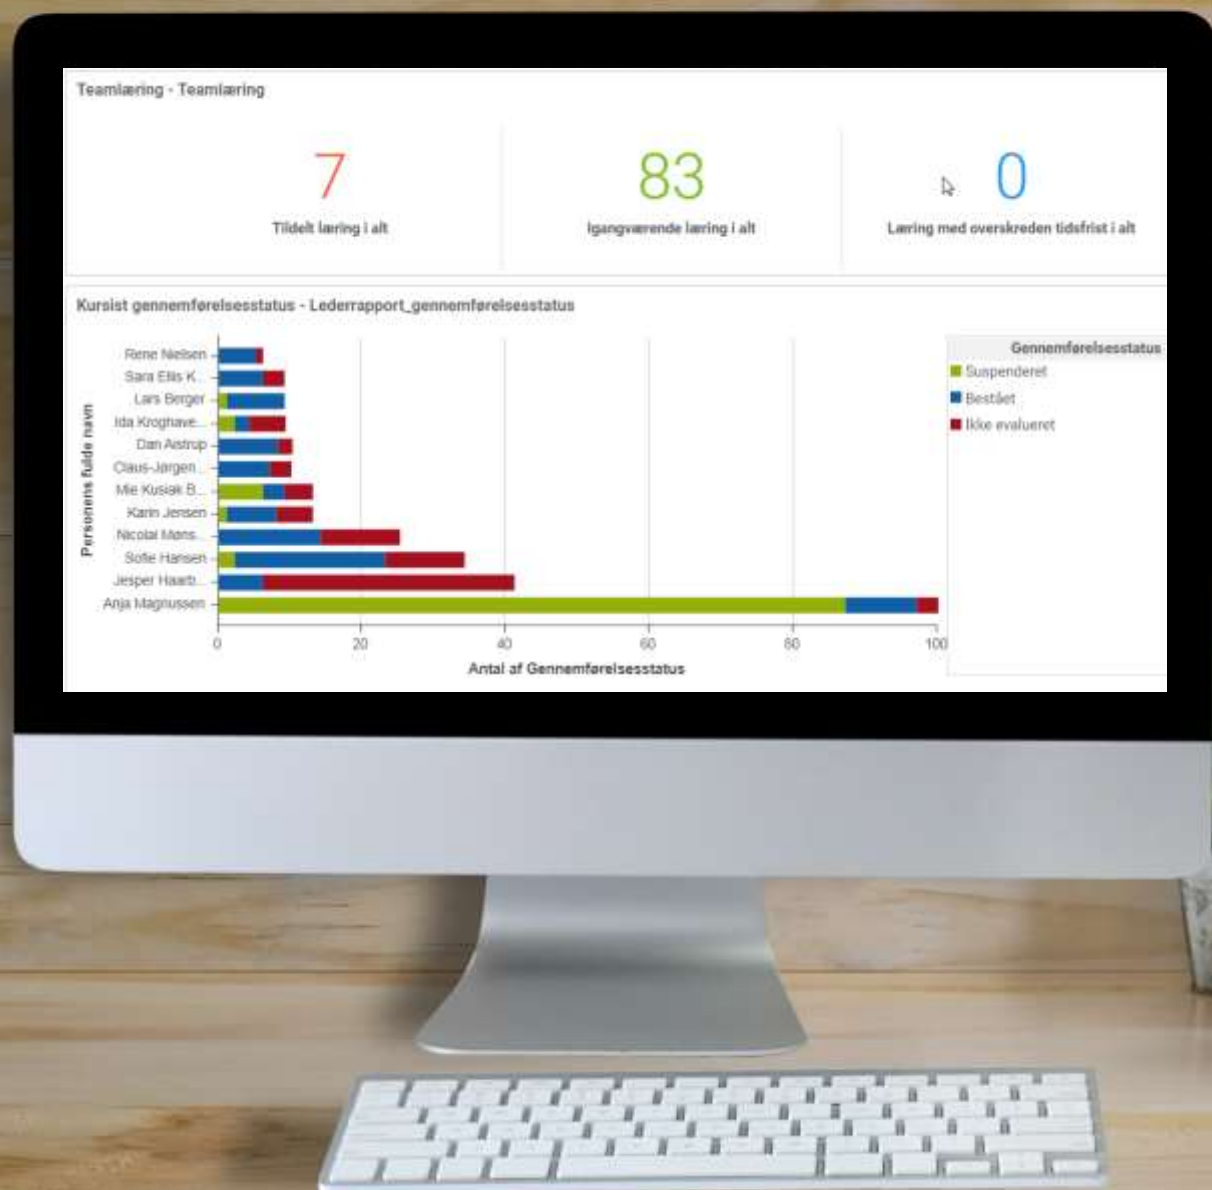 Teamlæring - Teamlæring
7
Tildelt læring i alt
83
Igangværende læring i alt
0
Læring med overskreden tidsfrist i alt
Kursist gennemførelsesstatus - Lederrapport_gennemførelsesstatus
Personens fulde navn
Rene Nielsen
Sara Ellis K...
Lars Berger
Ida Kroghave...
Dan Aistrup
Claus-Jørgen...
Mie Kusiak B...
Karin Jensen
Nicolai Møns...
Sofie Hansen
Jesper Haarb...
Anja Magnussen
0 20 40 60 80 100
Antal af Gennemførelsesstatus
Gennemførelsesstatus
Suspenderet
Bestået
Ikke evalueret